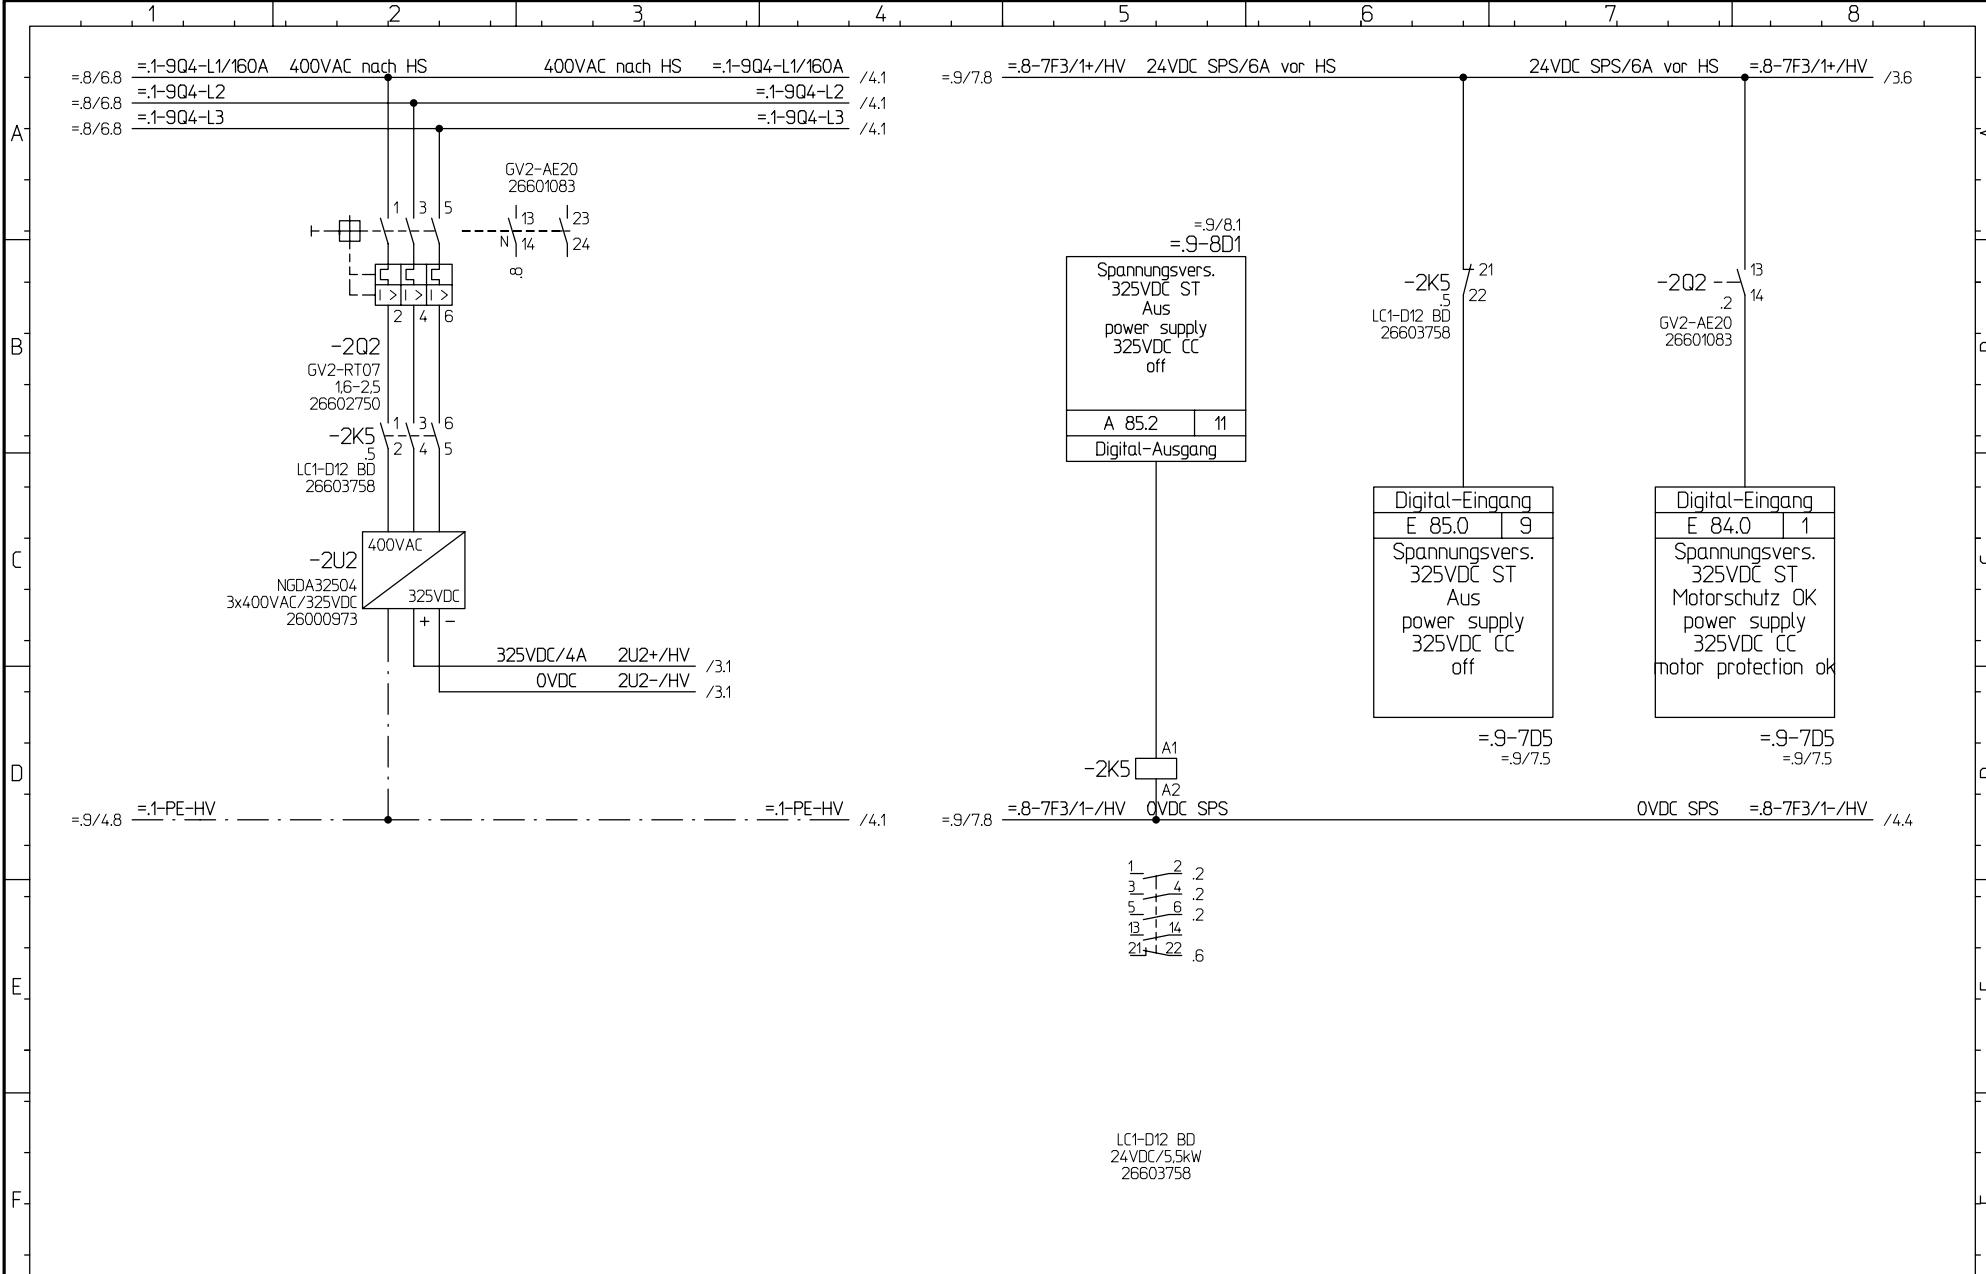 1 2 3 4 5 6 7 8
=.8/6.8 =.1-9Q4-L1/160A 400VAC nach HS 400VAC nach HS =.1-9Q4-L1/160A /4.1
=.8/6.8 =.1-9Q4-L2 =.1-9Q4-L2 /4.1
=.8/6.8 =.1-9Q4-L3 =.1-9Q4-L3 /4.1
=.9/7.8 =.8-7F3/1+/HV 24VDC SPS/6A vor HS 24VDC SPS/6A vor HS =.8-7F3/1+/HV /3.6
A
GV2-AE20
26601083
1 3 5
13 23
N 14 24
.8
I> I> I>
2 4 6
B
-2Q2
GV2-RT07
1,6-2,5
26602750
1 3 6
-2K5
2 4 5
.5
LC1-D12 BD
26603758
C
400VAC
-2U2
NGDA32504
3x400VAC/325VDC
26000973
325VDC
+ -
325VDC/4A 2U2+/HV /3.1
0VDC 2U2-/HV /3.1
D
=.9/4.8 =.1-PE-HV =.1-PE-HV /4.1
=.9/8.1
=.9-8D1
Spannungsvers.
325VDC ST
Aus
power supply
325VDC CC
off
A 85.2 11
Digital-Ausgang
A1
-2K5
A2
=.9/7.8 =.8-7F3/1-/HV 0VDC SPS 0VDC SPS =.8-7F3/1-/HV /4.4
1 2 .2
3 4 .2
5 6 .2
13 14
21 22 .6
E
LC1-D12 BD
24VDC/5,5kW
26603758
F
21
-2K5
22
.5
LC1-D12 BD
26603758
Digital-Eingang
E 85.0 9
Spannungsvers.
325VDC ST
Aus
power supply
325VDC CC
off
=.9-7D5
=.9/7.5
13
-2Q2
14
.2
GV2-AE20
26601083
Digital-Eingang
E 84.0 1
Spannungsvers.
325VDC ST
Motorschutz OK
power supply
325VDC CC
motor protection ok
=.9-7D5
=.9/7.5